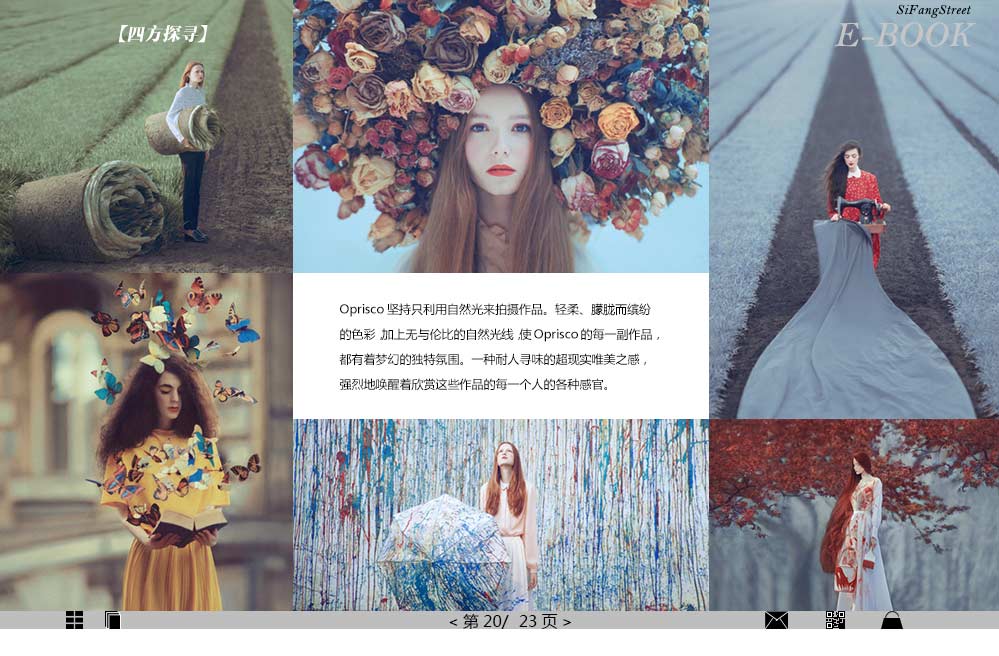 【四方探寻】
SiFangStreet
E-BOOK
Oprisco 坚持只利用自然光来拍摄作品。轻柔、朦胧而缤纷
的色彩，加上无与伦比的自然光线，使 Oprisco 的每一副作品，
都有着梦幻的独特氛围。一种耐人寻味的超现实唯美之感，
强烈地唤醒着欣赏这些作品的每一个人的各种感官。
< 第 20/ 23 页 >